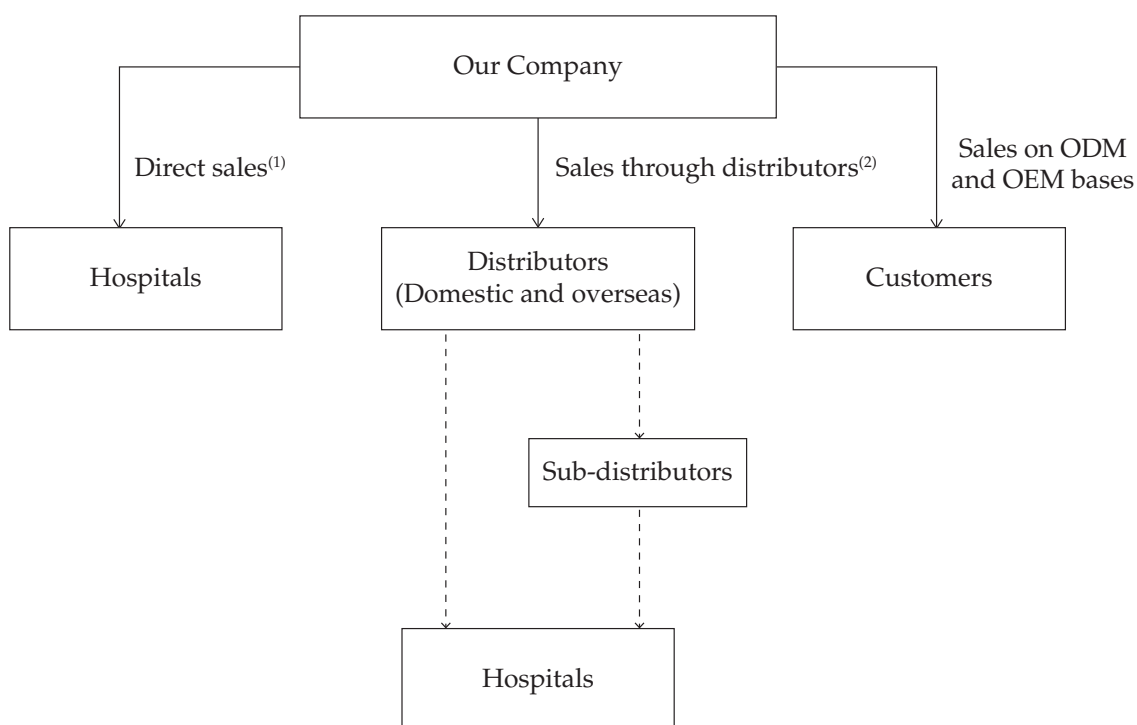 Our Company
Direct sales(1)
Sales through distributors(2)
Sales on ODM
and OEM bases
Hospitals
Distributors
(Domestic and overseas)
Customers
Sub-distributors
Hospitals